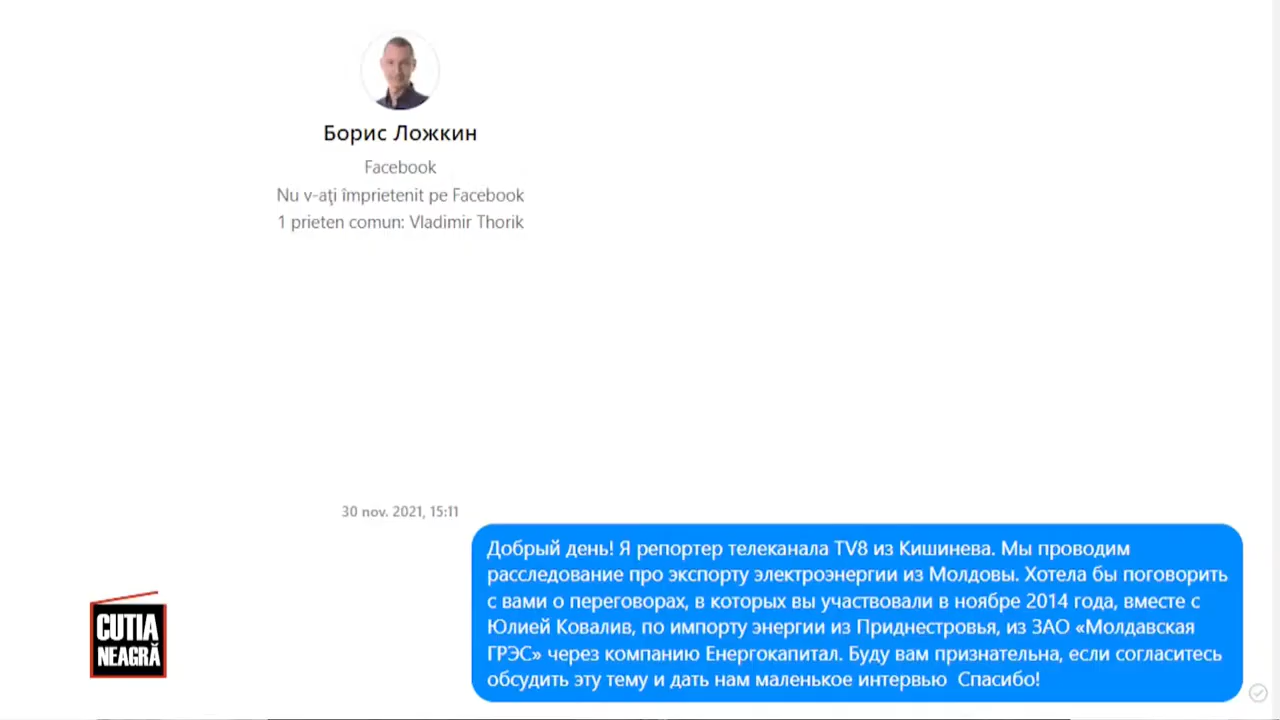 Борис Ложкин
Facebook
Nu v-ați împrietenit pe Facebook
1 prieten comun: Vladimir Thorik
30 nov. 2021, 15:11
Добрый день! Я репортер телеканала TV8 из Кишинева. Мы проводим
расследование про экспорту электроэнергии из Молдовы. Хотела бы поговорить
с вами о переговорах, в которых вы участвовали в ноябре 2014 года, вместе с
Юлией Ковалив, по импорту энергии из Приднестровья, из ЗАО «Молдавская
ГРЭС» через компанию Енергокапитал. Буду вам признательна, если согласитесь
обсудить эту тему и дать нам маленькое интервью  Спасибо!
CUTIA
NEAGRĂ